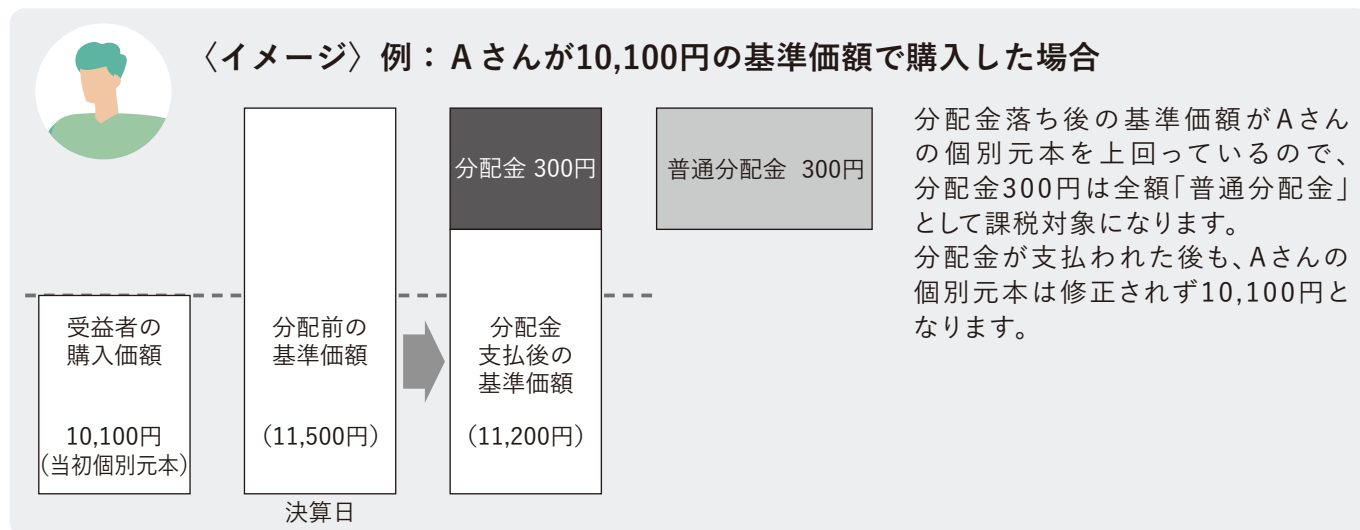 〈イメージ〉例：Aさんが10,100円の基準価額で購入した場合
受益者の
購入価額
10,100円
(当初個別元本)
分配前の
基準価額
(11,500円)
決算日
分配金 300円
分配金
支払後の
基準価額
(11,200円)
普通分配金 300円
分配金落ち後の基準価額がAさん
の個別元本を上回っているので、
分配金300円は全額「普通分配金」
として課税対象になります。
分配金が支払われた後も、Aさんの
個別元本は修正されず10,100円と
なります。